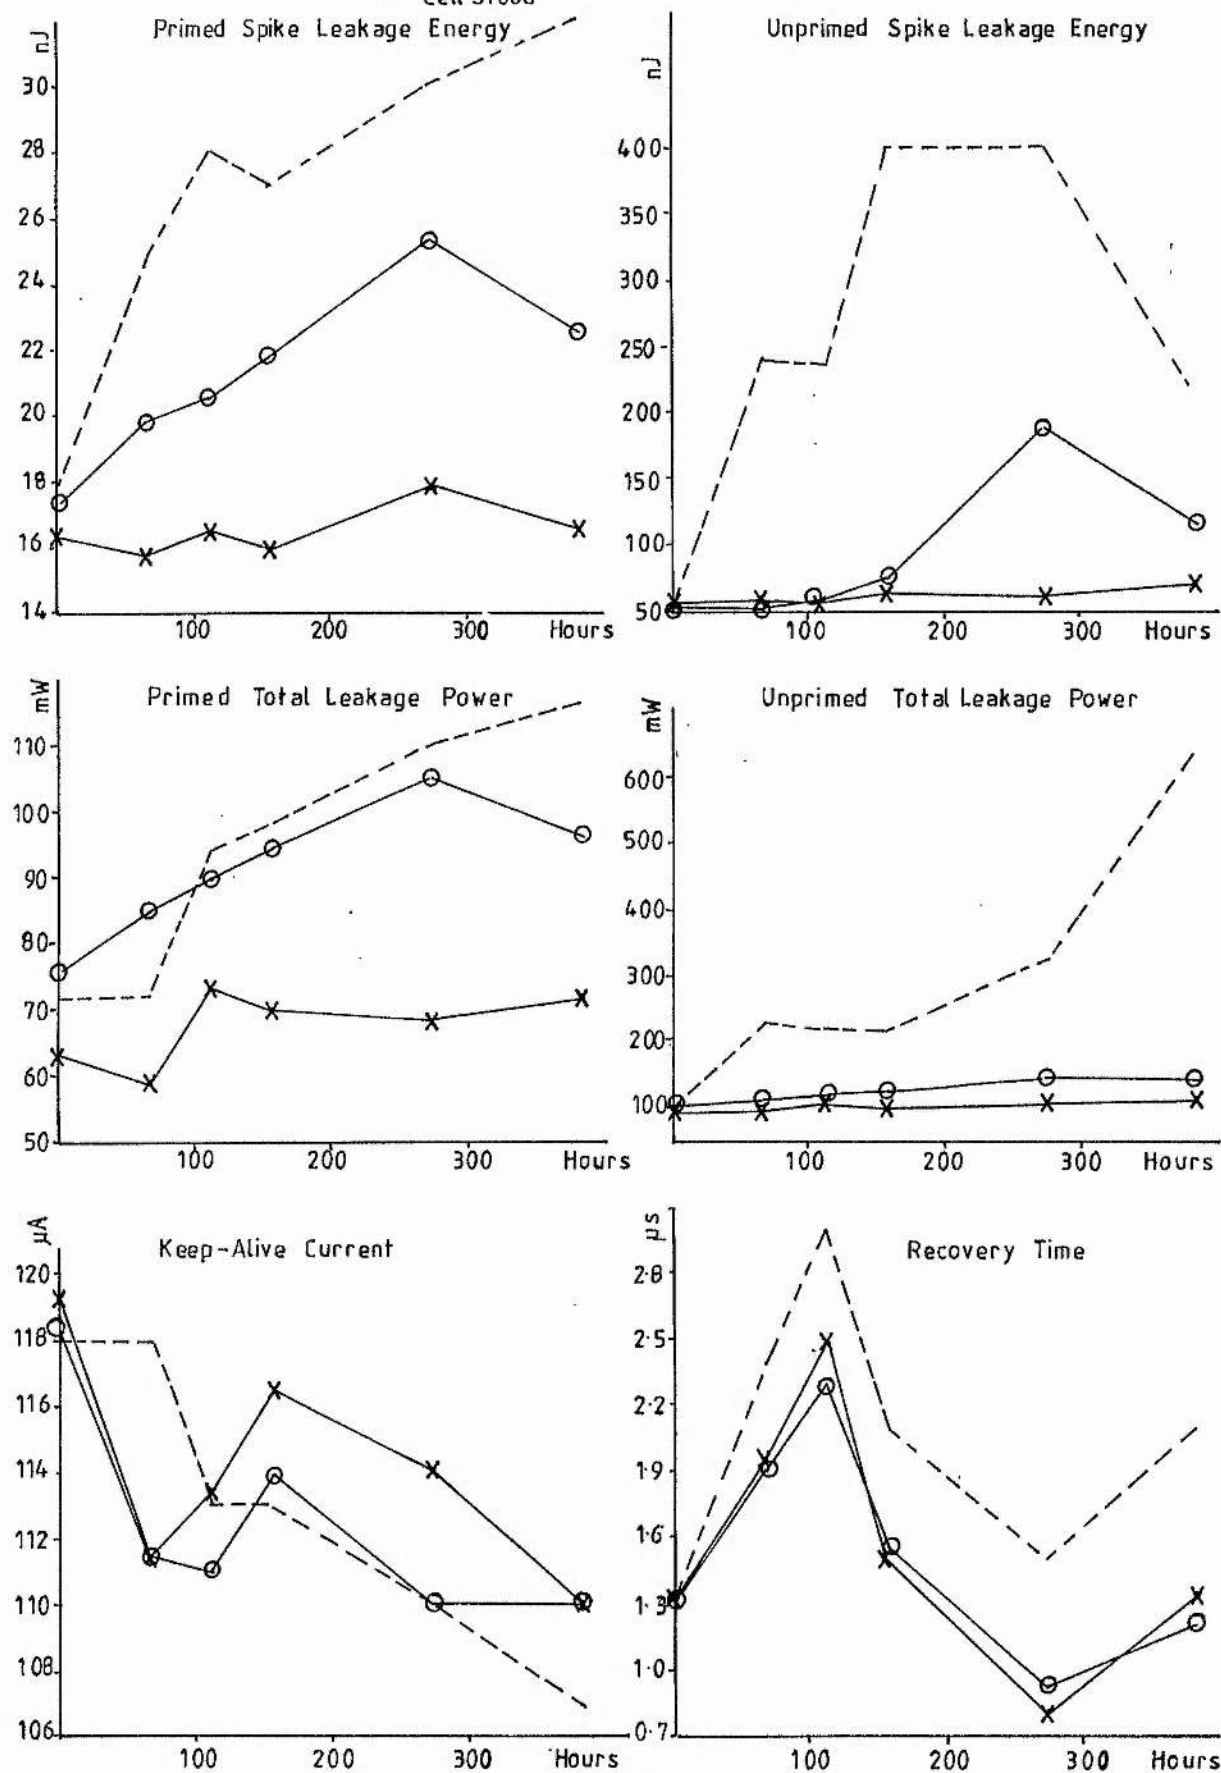 Primed Spike Leakage Energy
nJ
30
28
26
24
22
20
18
16
14
100 200 300 Hours
Unprimed Spike Leakage Energy
nJ
400
350
300
250
200
150
100
50
100 200 300 Hours
Primed Total Leakage Power
mW
110
100
90
80
70
60
50
100 200 300 Hours
Unprimed Total Leakage Power
mW
600
500
400
300
200
100
100 200 300 Hours
Keep-Alive Current
µA
120
118
116
114
112
110
108
106
100 200 300 Hours
Recovery Time
µs
2·8
2·5
2·2
1·9
1·6
1·3
1·0
0·7
100 200 300 Hours